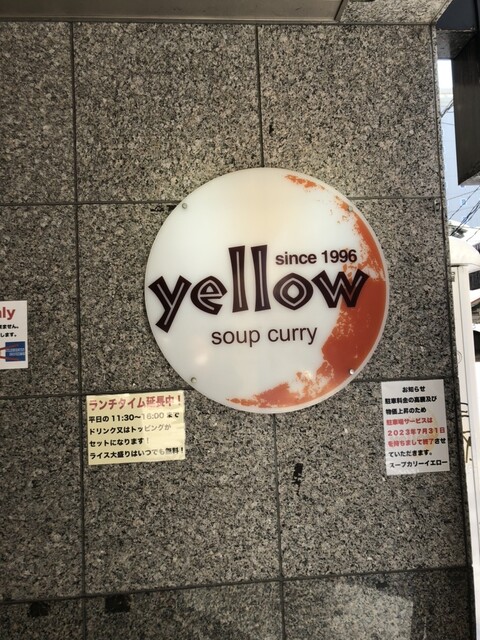 since 1996
yellow
soup curry
ランチタイム延長中！
平日の11:30～16:00まで
ドリンク又はトッピングが
セットになります！
ライス大盛りはいつでも無料！
お知らせ
駐車料金の高騰及び
物価上昇のため
駐車場サービスは
2023年7月31日
を持ちまして終了させ
ていただきます。
スープカリーイエロー